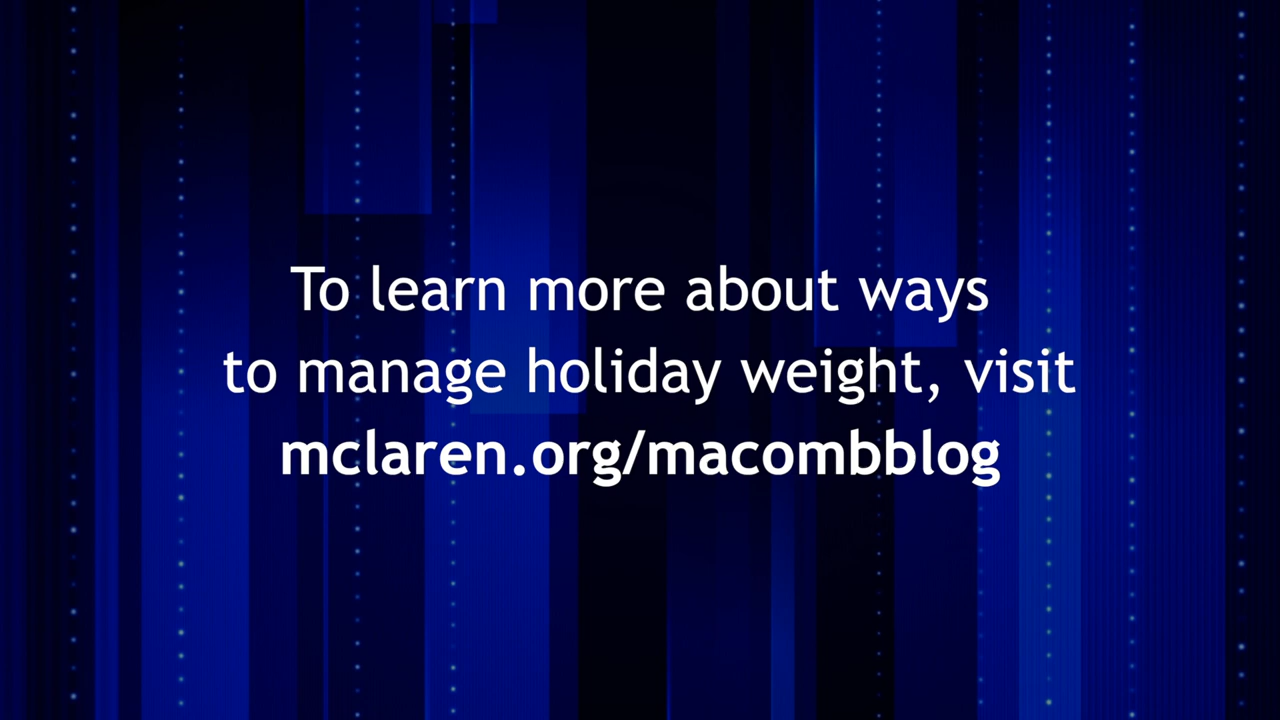 To learn more about ways
to manage holiday weight, visit
mclaren.org/macombblog